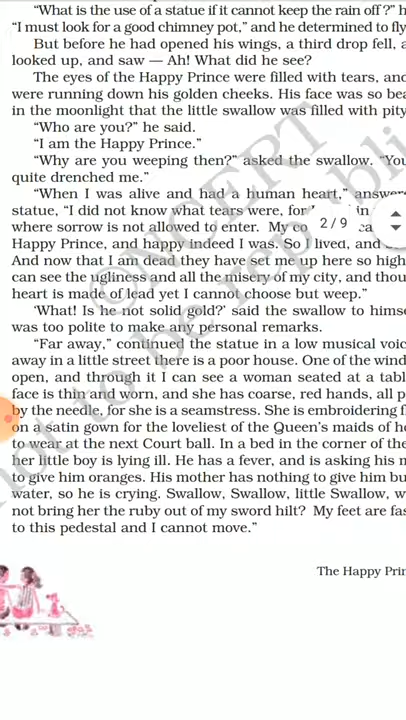 "What is the use of a statue if it cannot keep the rain off?" h
"I must look for a good chimney pot," and he determined to fly
But before he had opened his wings, a third drop fell, a
looked up, and saw — Ah! What did he see?
The eyes of the Happy Prince were filled with tears, and
were running down his golden cheeks. His face was so bea
in the moonlight that the little swallow was filled with pity
"Who are you?" he said.
"I am the Happy Prince."
"Why are you weeping then?" asked the swallow. "You
quite drenched me."
"When I was alive and had a human heart," answere
statue, "I did not know what tears were, for
where sorrow is not allowed to enter. My co 2 / 9
Happy Prince, and happy indeed I was. So I lived, and
And now that I am dead they have set me up here so high
can see the ugliness and all the misery of my city, and thou
heart is made of lead yet I cannot choose but weep."
'What! Is he not solid gold?' said the swallow to himse
was too polite to make any personal remarks.
"Far away," continued the statue in a low musical voic
away in a little street there is a poor house. One of the wind
open, and through it I can see a woman seated at a tabl
face is thin and worn, and she has coarse, red hands, all p
by the needle, for she is a seamstress. She is embroidering f
on a satin gown for the loveliest of the Queen's maids of ho
to wear at the next Court ball. In a bed in the corner of the
her little boy is lying ill. He has a fever, and is asking his m
to give him oranges. His mother has nothing to give him bu
water, so he is crying. Swallow, Swallow, little Swallow, w
not bring her the ruby out of my sword hilt? My feet are fas
to this pedestal and I cannot move."
The Happy Prin
© NCERT
not to be republi